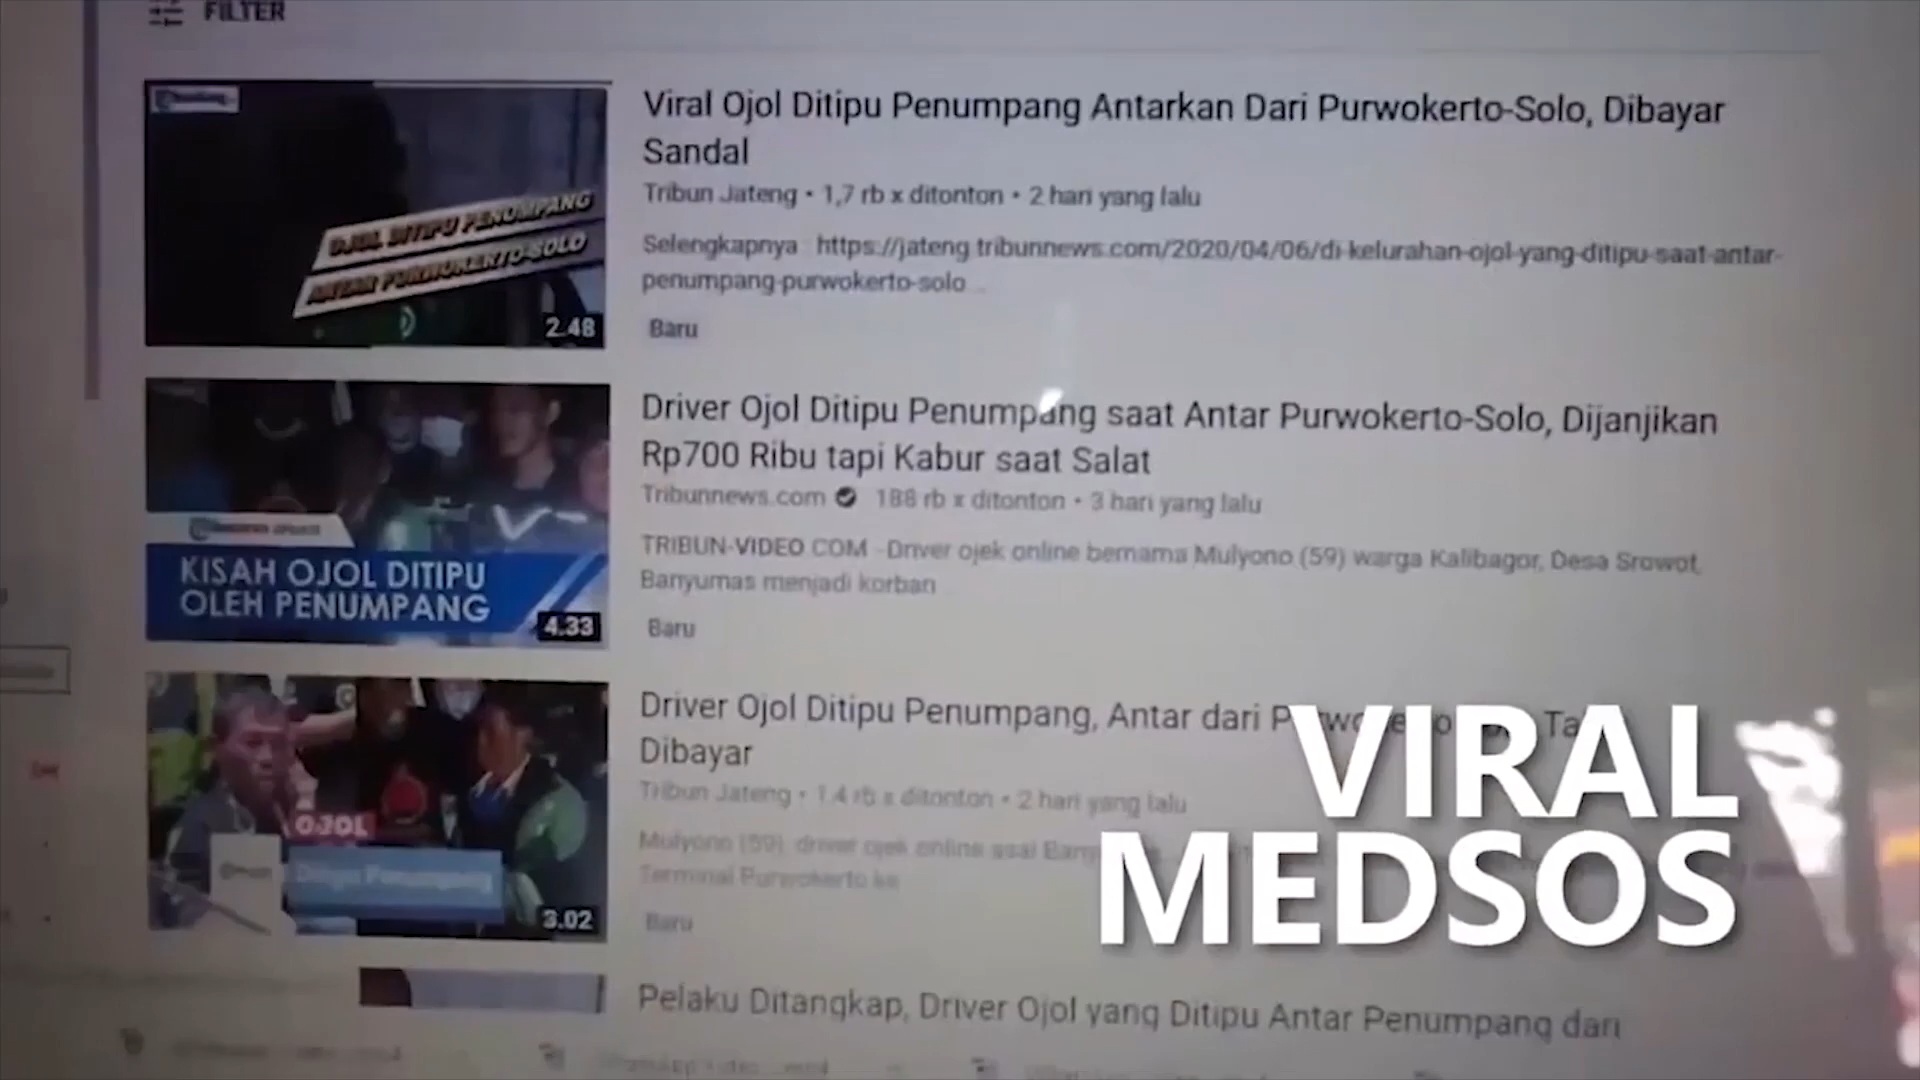 FILTER
Viral Ojol Ditipu Penumpang Antarkan Dari Purwokerto-Solo, Dibayar
Sandal
Tribun Jateng • 1,7 rb x ditonton • 2 hari yang lalu
Selengkapnya : https://jateng.tribunnews.com/2020/04/06/di-kelurahan-ojol-yang-ditipu-saat-antar-
penumpang-purwokerto-solo ...
Baru
OJOL DITIPU PENUMPANG
ANTAR PURWOKERTO-SOLO
2.48
Driver Ojol Ditipu Penumpang saat Antar Purwokerto-Solo, Dijanjikan
Rp700 Ribu tapi Kabur saat Salat
Tribunnews.com 188 rb x ditonton • 3 hari yang lalu
TRIBUN-VIDEO.COM - Driver ojek online bernama Mulyono (59) warga Kalibagor, Desa Srowot,
Banyumas menjadi korban
Baru
KISAH OJOL DITIPU
OLEH PENUMPANG
4.33
Driver Ojol Ditipu Penumpang, Antar dari
Dibayar
Tribun Jateng • 1.4 rb x ditonton • 2 hari yang lalu
Mulyono (59), driver ojek online asal
Terminal Purwokerto ke
Baru
OJOL
Ditipu Penumpang
3.02
VIRAL
MEDSOS
Pelaku Ditangkap, Driver Ojol yang Ditipu Antar Penumpang dari